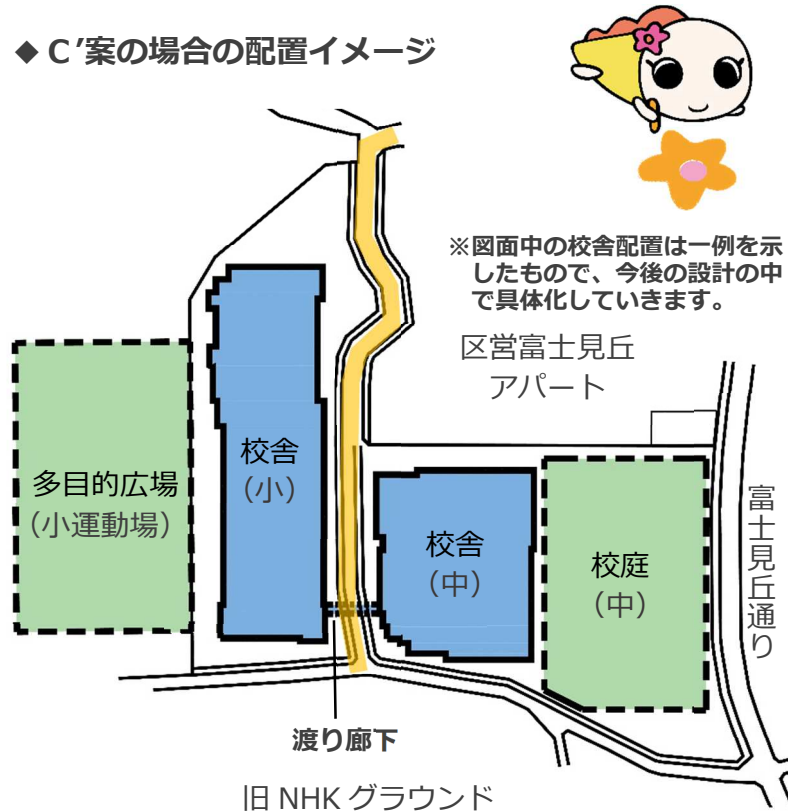 ◆ C′案の場合の配置イメージ
※図面中の校舎配置は一例を示
したもので、今後の設計の中
で具体化していきます。
区営富士見丘
アパート
多目的広場
（小運動場）
校舎
（小）
校舎
（中）
校庭
（中）
富士見丘通り
渡り廊下
旧 NHK グラウンド